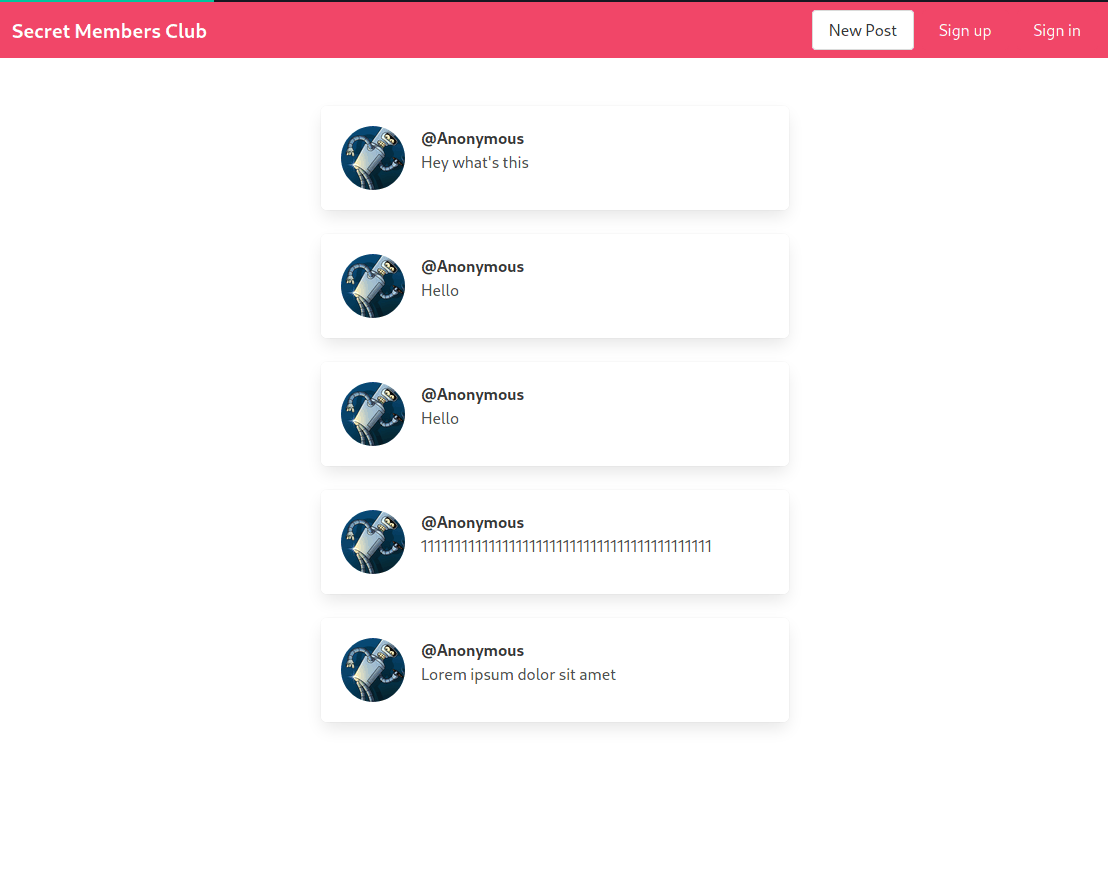 Secret Members Club
New Post
Sign up
Sign in
@Anonymous
Hey what's this
@Anonymous
Hello
@Anonymous
Hello
@Anonymous
1111111111111111111111111111111111111111111
@Anonymous
Lorem ipsum dolor sit amet